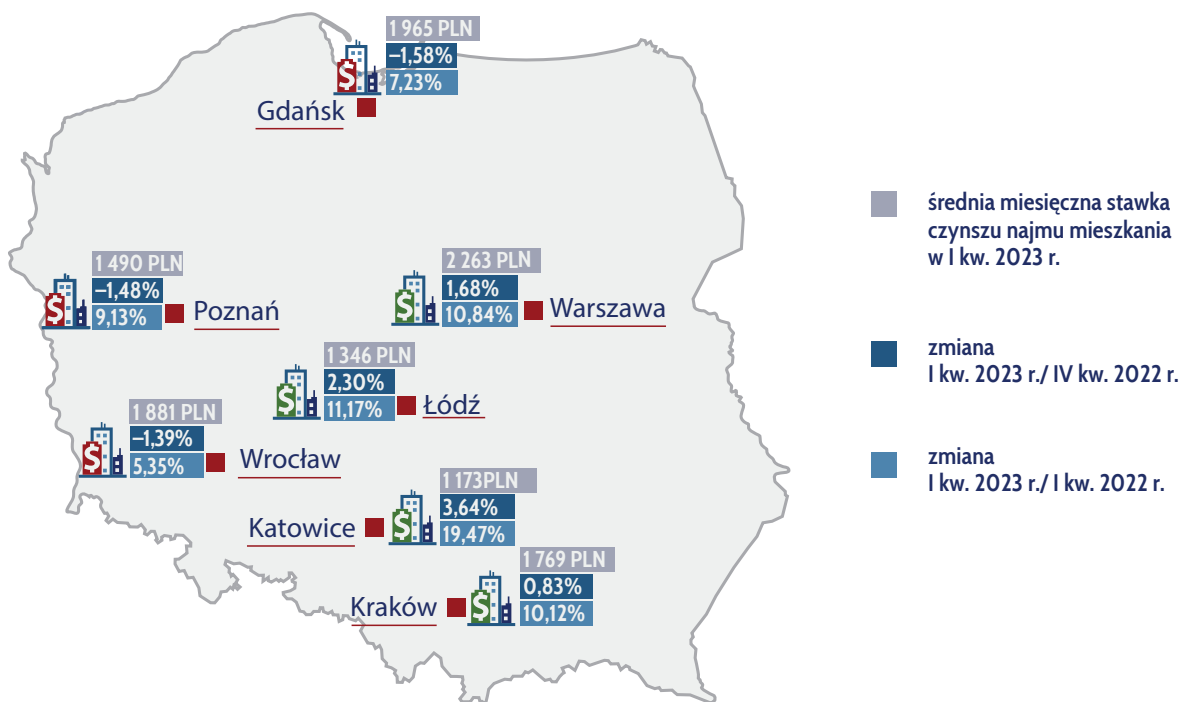 1 965 PLN
–1,58%
7,23%
Gdańsk
1 490 PLN
–1,48%
9,13%
Poznań
2 263 PLN
1,68%
10,84%
Warszawa
1 346 PLN
2,30%
11,17%
Łódź
1 881 PLN
–1,39%
5,35%
Wrocław
1 173PLN
3,64%
19,47%
Katowice
1 769 PLN
0,83%
10,12%
Kraków
średnia miesięczna stawka
czynszu najmu mieszkania
w I kw. 2023 r.
zmiana
I kw. 2023 r./ IV kw. 2022 r.
zmiana
I kw. 2023 r./ I kw. 2022 r.